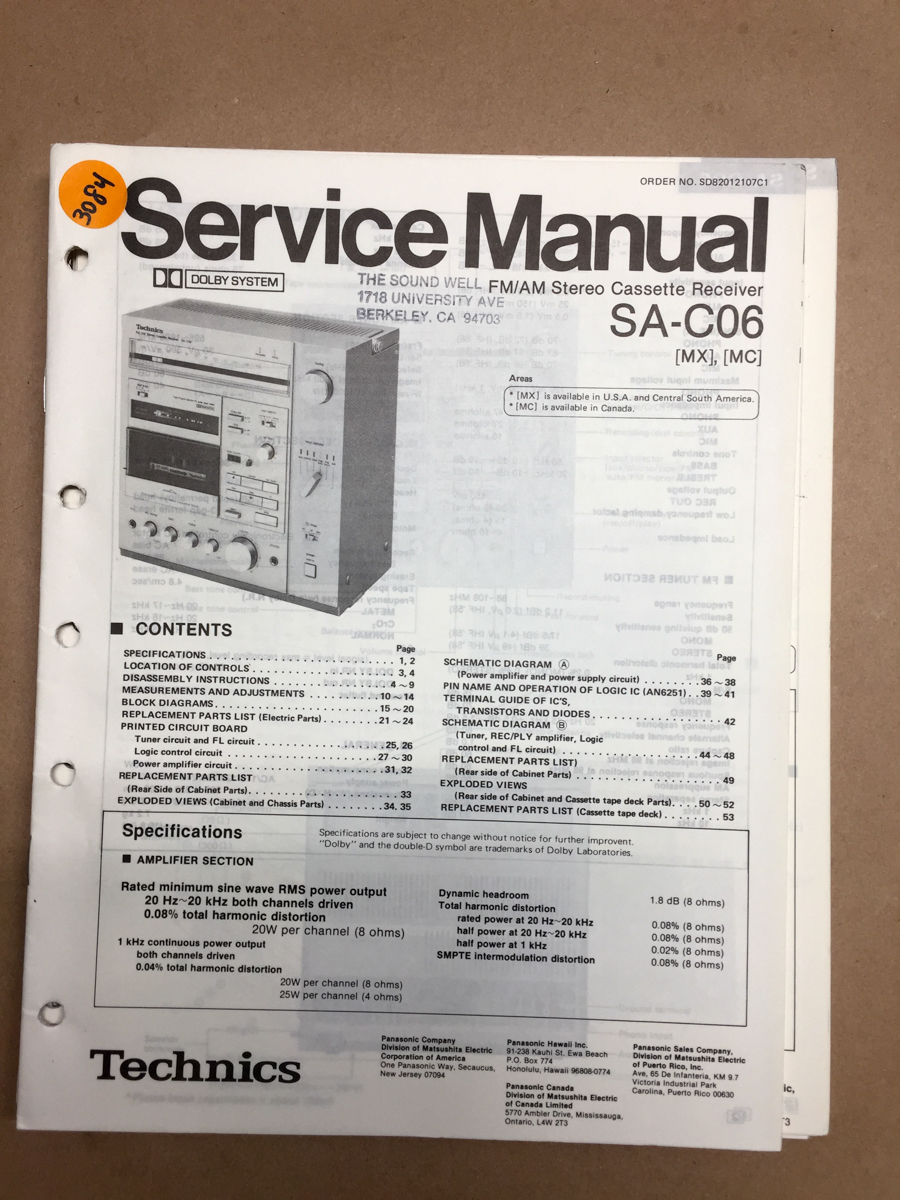 3084
ORDER NO. SD82012107C1
Service Manual
DOLBY SYSTEM
THE SOUND WELL
1718 UNIVERSITY AVE
BERKELEY, CA 94703
FM/AM Stereo Cassette Receiver
SA-C06
[MX], [MC]
Areas
* [MX] is available in U.S.A. and Central South America.
* [MC] is available in Canada.
Technics
■ CONTENTS
Page
SPECIFICATIONS . . . . . . . . . . . . . . . . . . . . . . . . . . 1, 2
LOCATION OF CONTROLS . . . . . . . . . . . . . . . . . . . . 3, 4
DISASSEMBLY INSTRUCTIONS . . . . . . . . . . . . . . . . . 4 ~ 9
MEASUREMENTS AND ADJUSTMENTS . . . . . . . . . . 10 ~ 14
BLOCK DIAGRAMS . . . . . . . . . . . . . . . . . . . . . . . . 15 ~ 20
REPLACEMENT PARTS LIST (Electric Parts) . . . . . . . . 21 ~ 24
PRINTED CIRCUIT BOARD
Tuner circuit and FL circuit . . . . . . . . . . . . . . . . . . 25, 26
Logic control circuit . . . . . . . . . . . . . . . . . . . . . . 27 ~ 30
Power amplifier circuit . . . . . . . . . . . . . . . . . . . . . 31, 32
REPLACEMENT PARTS LIST
(Rear Side of Cabinet Parts) . . . . . . . . . . . . . . . . . . . . 33
EXPLODED VIEWS (Cabinet and Chassis Parts) . . . . . . . . 34, 35
Page
SCHEMATIC DIAGRAM Ⓐ
(Power amplifier and power supply circuit) . . . . . . . 36 ~ 38
PIN NAME AND OPERATION OF LOGIC IC (AN6251) . . 39 ~ 41
TERMINAL GUIDE OF IC'S,
TRANSISTORS AND DIODES . . . . . . . . . . . . . . . . . . 42
SCHEMATIC DIAGRAM Ⓑ
(Tuner, REC/PLY amplifier, Logic
control and FL circuit) . . . . . . . . . . . . . . . . . . . 44 ~ 48
REPLACEMENT PARTS LIST)
(Rear side of Cabinet Parts) . . . . . . . . . . . . . . . . . . . 49
EXPLODED VIEWS
(Rear side of Cabinet and Cassette tape deck Parts) . . . . 50 ~ 52
REPLACEMENT PARTS LIST (Cassette tape deck) . . . . . . . . 53
Specifications
Specifications are subject to change without notice for further improvement.
"Dolby" and the double-D symbol are trademarks of Dolby Laboratories.
■ AMPLIFIER SECTION
Rated minimum sine wave RMS power output
20 Hz~20 kHz both channels driven
0.08% total harmonic distortion
20W per channel (8 ohms)
1 kHz continuous power output
both channels driven
0.04% total harmonic distortion
20W per channel (8 ohms)
25W per channel (4 ohms)
Dynamic headroom 1.8 dB (8 ohms)
Total harmonic distortion
rated power at 20 Hz~20 kHz 0.08% (8 ohms)
half power at 20 Hz~20 kHz 0.08% (8 ohms)
half power at 1 kHz 0.02% (8 ohms)
SMPTE intermodulation distortion 0.08% (8 ohms)
Technics
Panasonic Company
Division of Matsushita Electric
Corporation of America
One Panasonic Way, Secaucus,
New Jersey 07094
Panasonic Hawaii Inc.
91-238 Kauhi St. Ewa Beach
P.O. Box 774
Honolulu, Hawaii 96808-0774
Panasonic Canada
Division of Matsushita Electric
of Canada Limited
5770 Ambler Drive, Mississauga,
Ontario, L4W 2T3
Panasonic Sales Company,
Division of Matsushita Electric
of Puerto Rico, Inc.
Ave, 65 De Infanteria, KM 9.7
Victoria Industrial Park
Carolina, Puerto Rico 00630